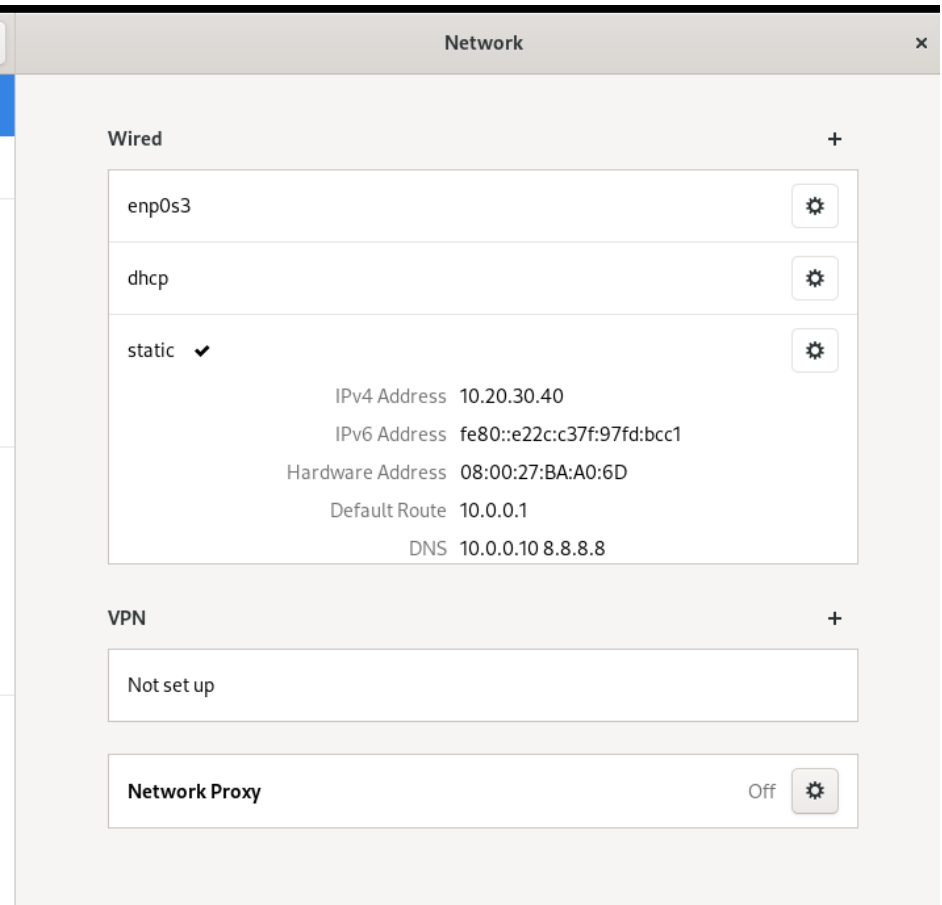 Network
Wired
enp0s3
dhcp
static
IPv4 Address 10.20.30.40
IPv6 Address fe80::e22c:c37f:97fd:bcc1
Hardware Address 08:00:27:BA:A0:6D
Default Route 10.0.0.1
DNS 10.0.0.10 8.8.8.8
VPN
Not set up
Network Proxy Off